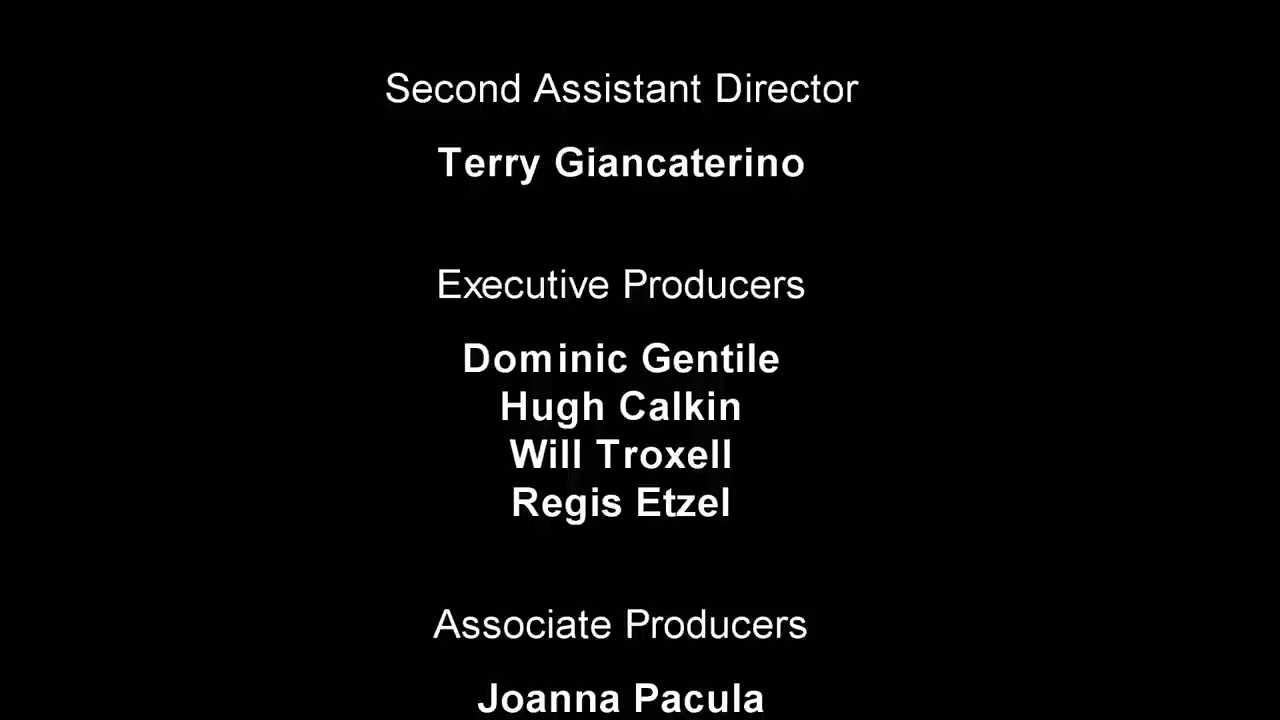 Second Assistant Director
Terry Giancaterino
Executive Producers
Dominic Gentile
Hugh Calkin
Will Troxell
Regis Etzel
Associate Producers
Joanna Pacula